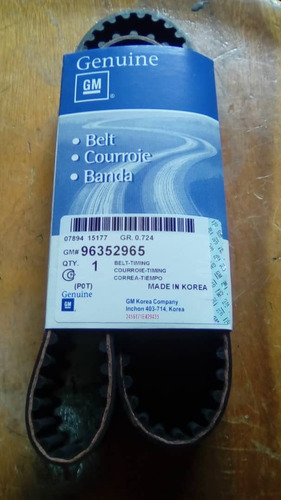 Genuine
GM
• Belt
• Courroie
• Banda
07894 15177 GR. 0.724
GM# 96352965
QTY. 1
BELT-TIMING
COURROIE-TIMING
CORREA-TIEMPO
(POT)
MADE IN KOREA
Genuine
GM
GM Korea Company
Inchon 403-714, Korea